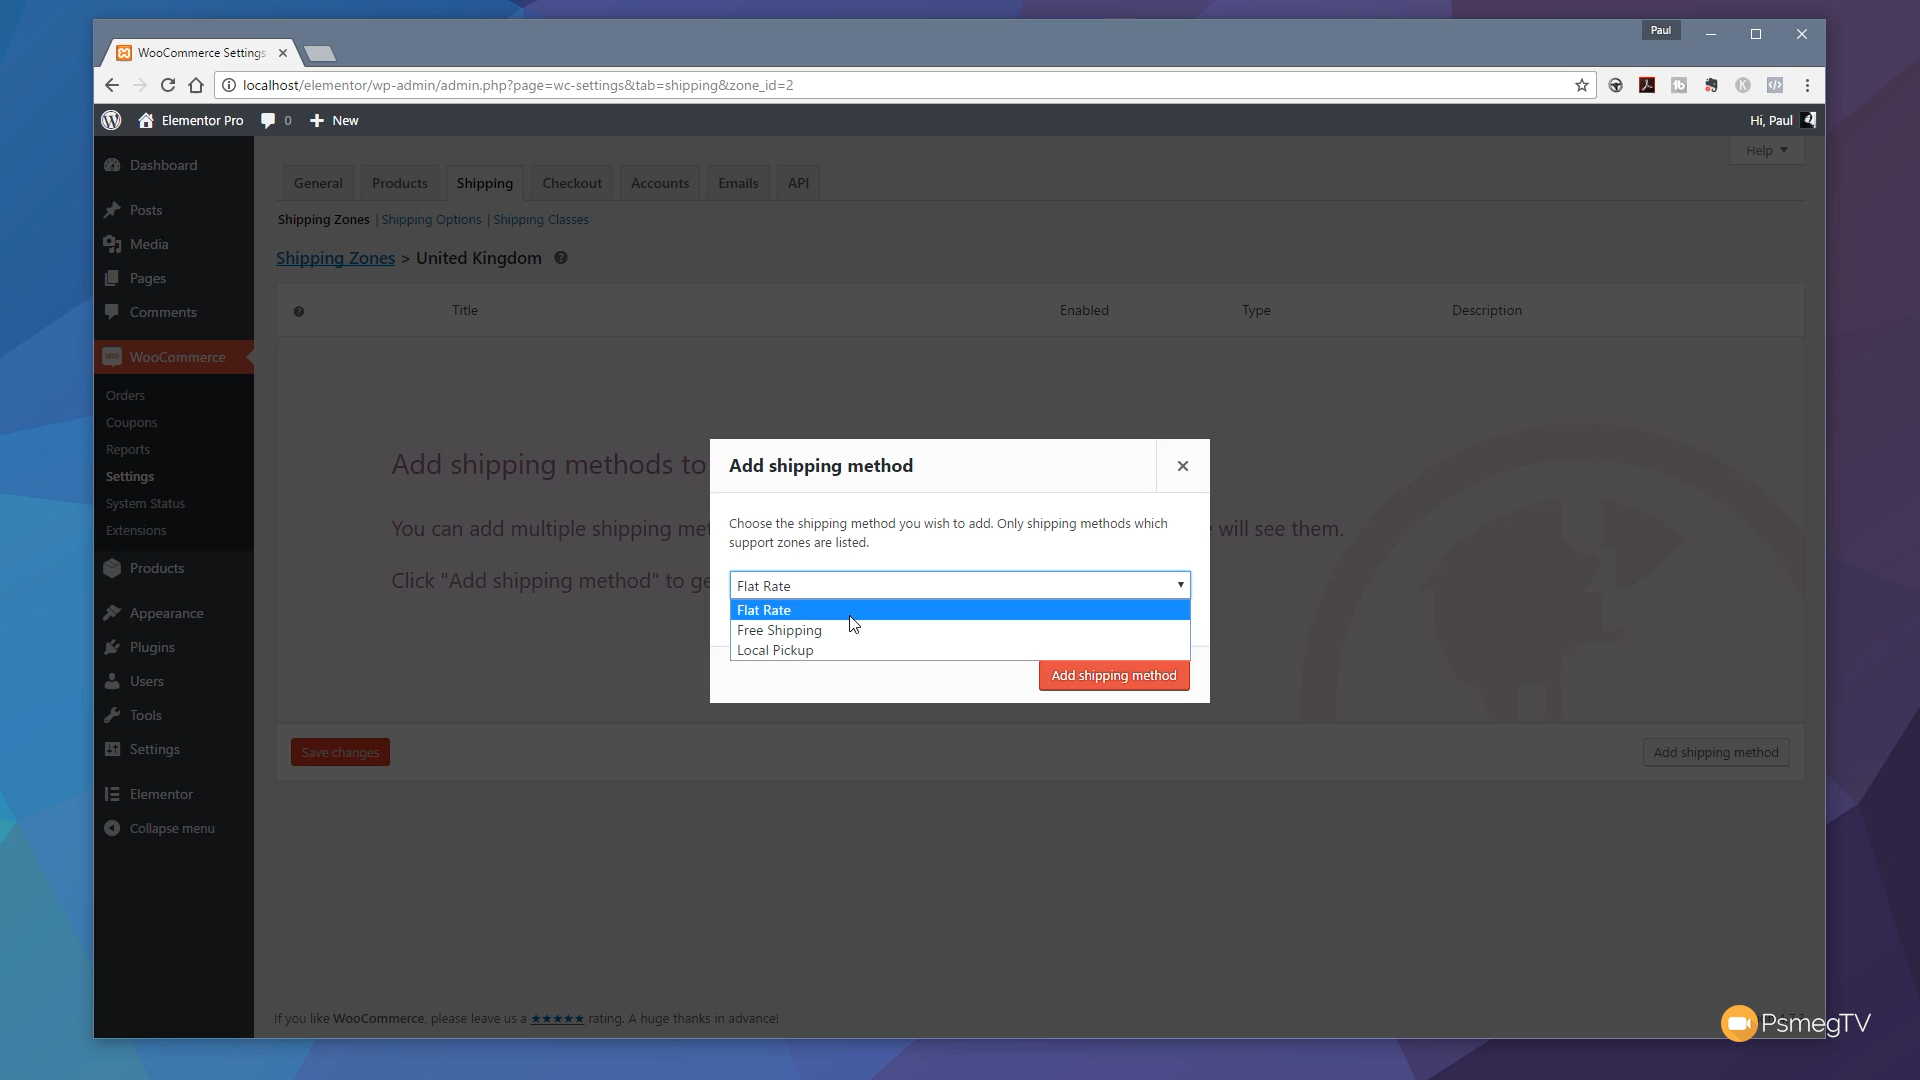 Paul
WooCommerce Settings
localhost/elementor/wp-admin/admin.php?page=wc-settings&tab=shipping&zone_id=2
Elementor Pro 0 New
Hi, Paul
Help
Dashboard
Posts
Media
Pages
Comments
WooCommerce
Orders
Coupons
Reports
Settings
System Status
Extensions
Products
Appearance
Plugins
Users
Tools
Settings
Elementor
Collapse menu
General Products Shipping Checkout Accounts Emails API
Shipping Zones | Shipping Options | Shipping Classes
Shipping Zones > United Kingdom
Title Enabled Type Description
Add shipping methods to
You can add multiple shipping met
will see them.
Click "Add shipping method" to ge
Add shipping method
Choose the shipping method you wish to add. Only shipping methods which
support zones are listed.
Flat Rate
Flat Rate
Free Shipping
Local Pickup
Add shipping method
Save changes
Add shipping method
If you like WooCommerce, please leave us a ★★★★★ rating. A huge thanks in advance!
PsmegTV